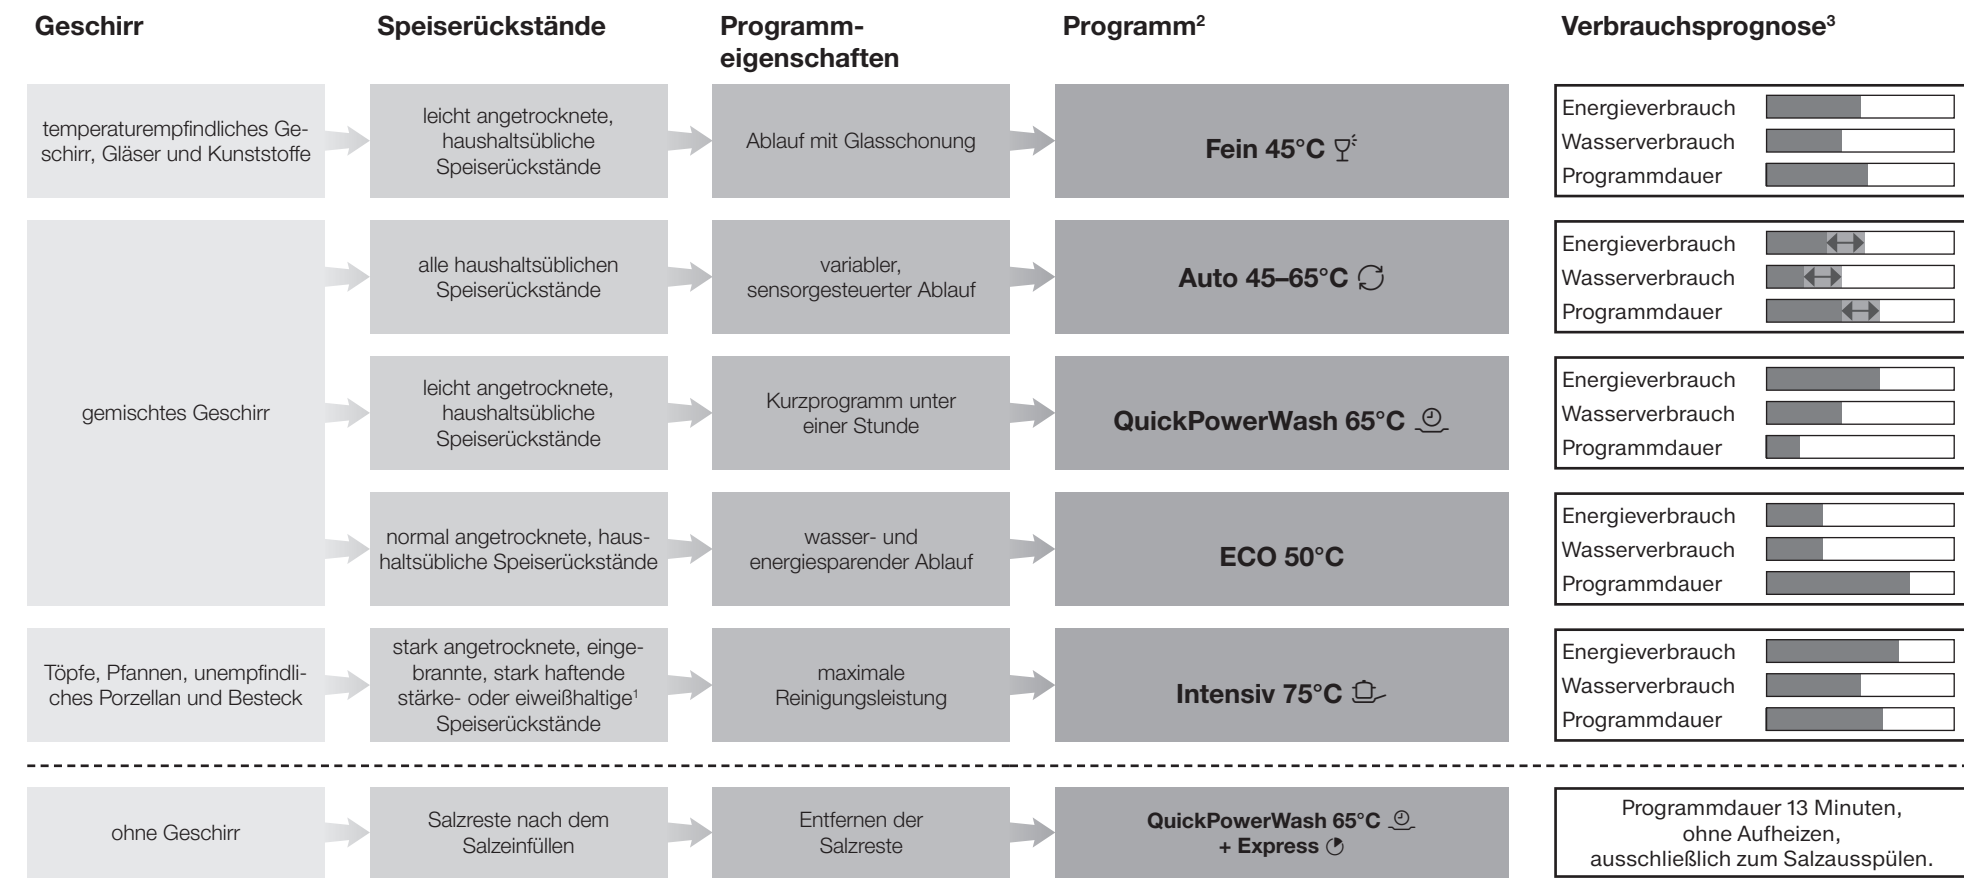 Geschirr
Speiserückstände
Programm-
eigenschaften
Programm²
Verbrauchsprognose³
temperaturempfindliches Ge-
schirr, Gläser und Kunststoffe
leicht angetrocknete,
haushaltsübliche
Speiserückstände
Ablauf mit Glasschonung
Fein 45°C
Energieverbrauch
Wasserverbrauch
Programmdauer
gemischtes Geschirr
alle haushaltsüblichen
Speiserückstände
variabler,
sensorgesteuerter Ablauf
Auto 45–65°C
Energieverbrauch
Wasserverbrauch
Programmdauer
leicht angetrocknete,
haushaltsübliche
Speiserückstände
Kurzprogramm unter
einer Stunde
QuickPowerWash 65°C
Energieverbrauch
Wasserverbrauch
Programmdauer
normal angetrocknete, haus-
haltsübliche Speiserückstände
wasser- und
energiesparender Ablauf
ECO 50°C
Energieverbrauch
Wasserverbrauch
Programmdauer
Töpfe, Pfannen, unempfindli-
ches Porzellan und Besteck
stark angetrocknete, einge-
brannte, stark haftende
stärke- oder eiweißhaltige¹
Speiserückstände
maximale
Reinigungsleistung
Intensiv 75°C
Energieverbrauch
Wasserverbrauch
Programmdauer
ohne Geschirr
Salzreste nach dem
Salzeinfüllen
Entfernen der
Salzreste
QuickPowerWash 65°C
+ Express
Programmdauer 13 Minuten,
ohne Aufheizen,
ausschließlich zum Salzausspülen.